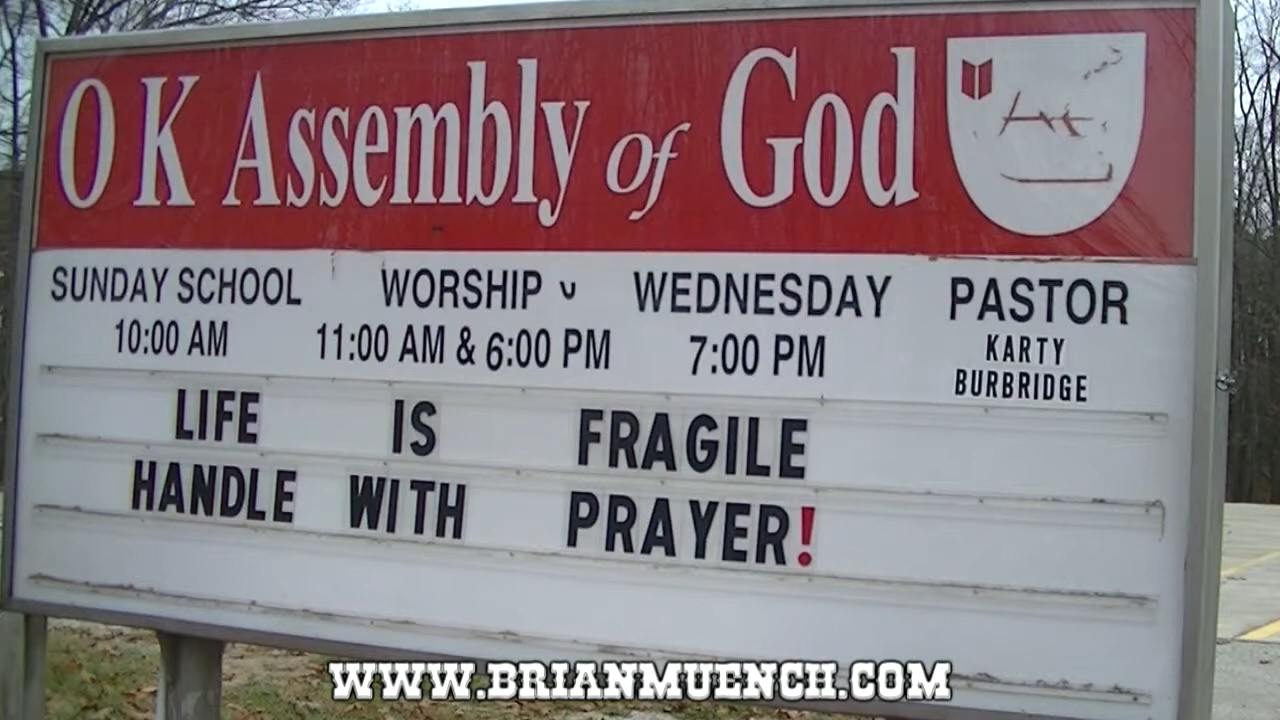 OK Assembly of God
SUNDAY SCHOOL WORSHIP WEDNESDAY PASTOR
10:00 AM 11:00 AM & 6:00 PM 7:00 PM KARTY
BURBRIDGE
LIFE IS FRAGILE
HANDLE WITH PRAYER!
WWW.BRIANMUENCH.COM